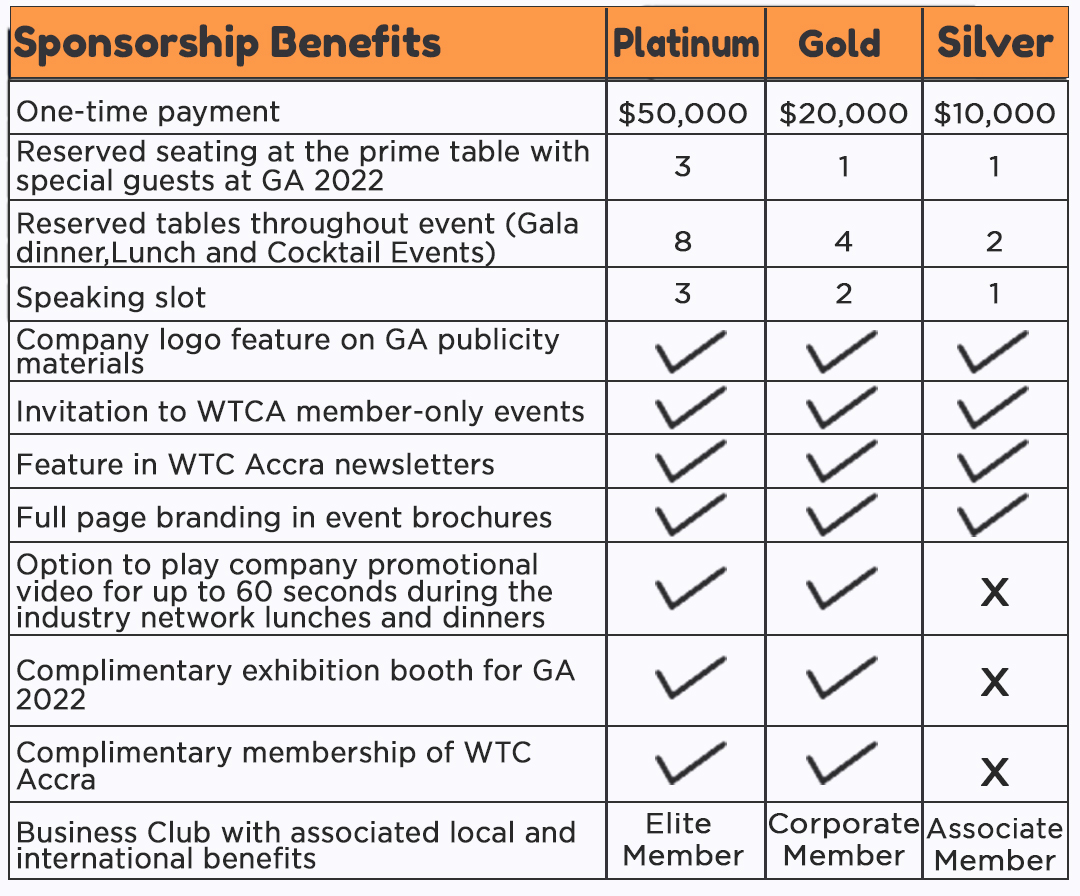 Sponsorship Benefits Platinum Gold Silver
One-time payment $50,000 $20,000 $10,000
Reserved seating at the prime table with
special guests at GA 2022 3 1 1
Reserved tables throughout event (Gala
dinner,Lunch and Cocktail Events) 8 4 2
Speaking slot 3 2 1
Company logo feature on GA publicity
materials
Invitation to WTCA member-only events
Feature in WTC Accra newsletters
Full page branding in event brochures
Option to play company promotional
video for up to 60 seconds during the
industry network lunches and dinners X
Complimentary exhibition booth for GA
2022 X
Complimentary membership of WTC
Accra X
Business Club with associated local and
international benefits
Elite
Member
Corporate
Member
Associate
Member